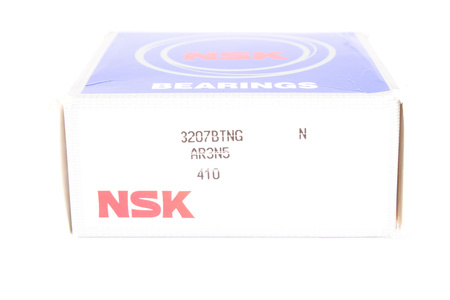 NSK
BEARINGS
3207BTNG N
AR3N5
410
NSK